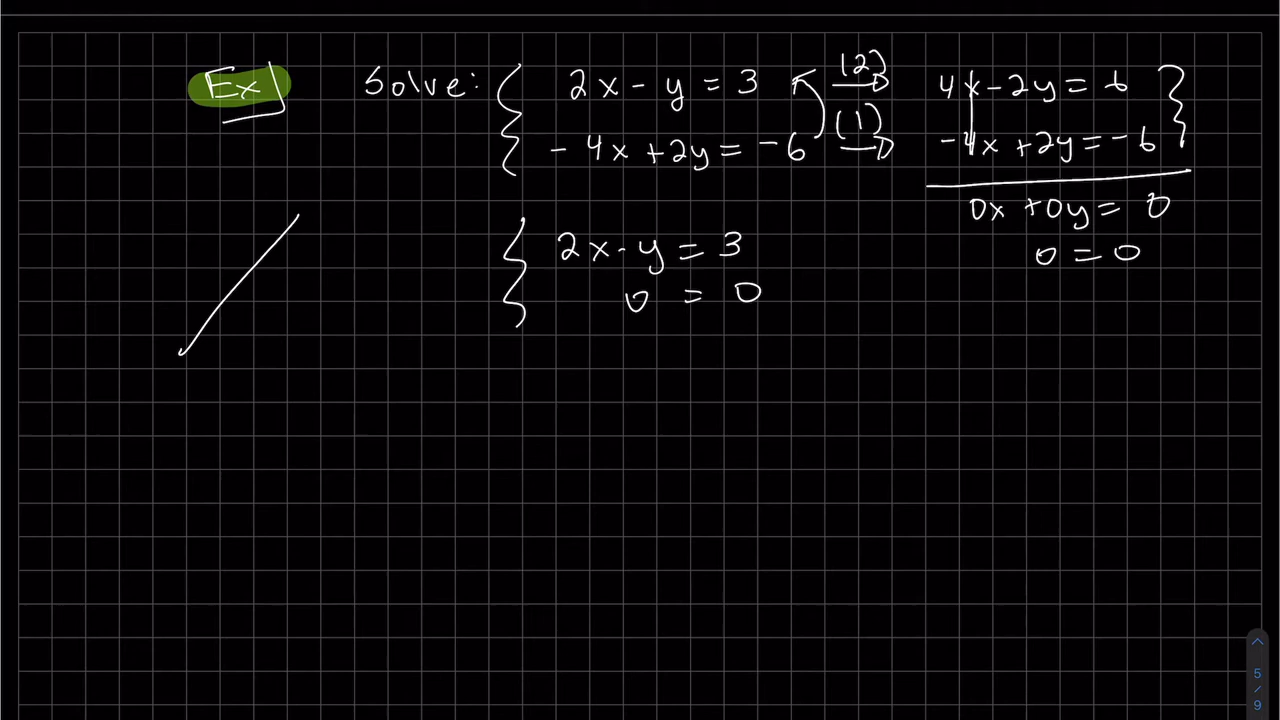 Ex Solve: { 2x - y = 3 (2) 4x - 2y = 6 }
- 4x + 2y = -6 (1) - 4x + 2y = -6
0x + 0y = 0
{ 2x - y = 3 0 = 0
0 = 0
5
/
9